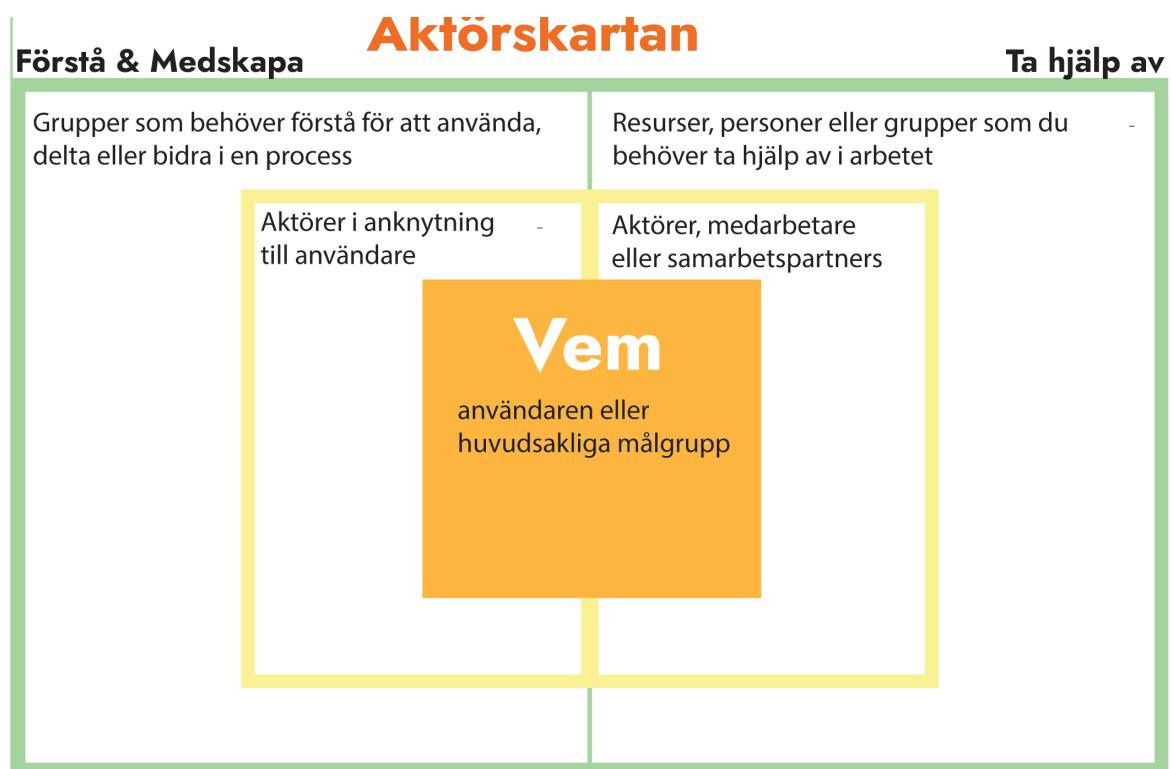 Aktörskartan
Förstå & Medskapa
Ta hjälp av
Grupper som behöver förstå för att använda,
delta eller bidra i en process
Resurser, personer eller grupper som du -
behöver ta hjälp av i arbetet
Aktörer i anknytning -
till användare
Aktörer, medarbetare
eller samarbetspartners
Vem
användaren eller
huvudsakliga målgrupp